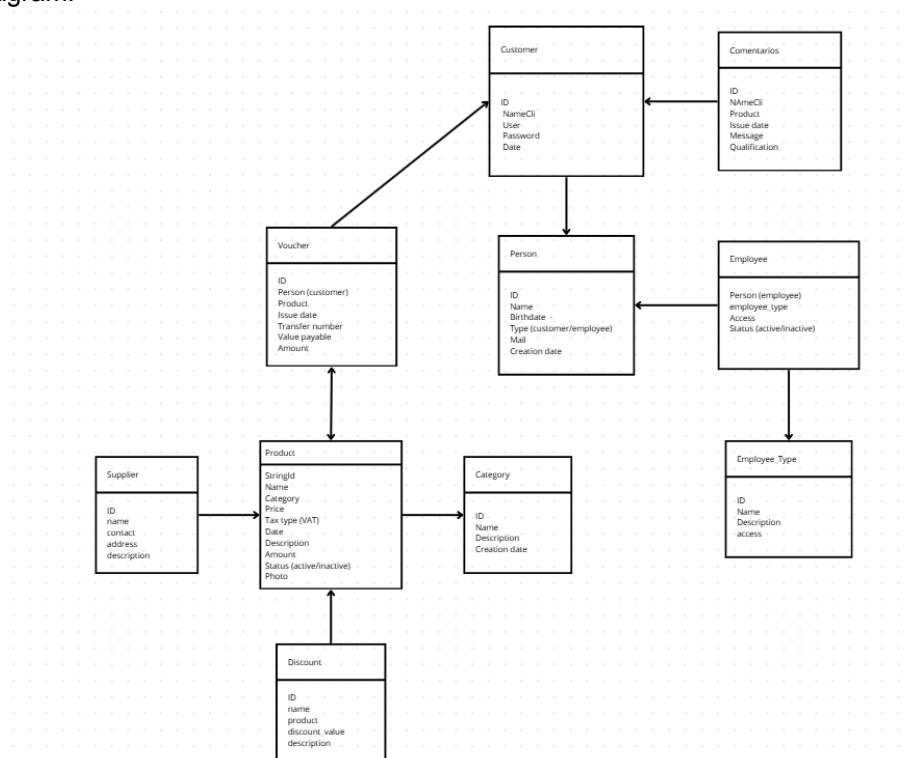 Customer
ID
NameCli
User
Password
Date
Comentarios
ID
NAmeCli
Product
Issue date
Message
Qualification
Voucher
ID
Person (customer)
Product
Issue date
Transfer number
Value payable
Amount
Person
ID
Name
Birthdate -
Type (customer/employee)
Mail
Creation date
Employee
Person (employee)
employee_type
Access
Status (active/inactive)
Supplier
ID
name
contact
address
description
Product
StringId
Name
Category
Price
Tax type (VAT)
Date
Description
Amount
Status (active/inactive)
Photo
Category
ID
Name
Description
Creation date
Employee_Type
ID
Name
Description
access
Discount
ID
name
product
discount_value
description